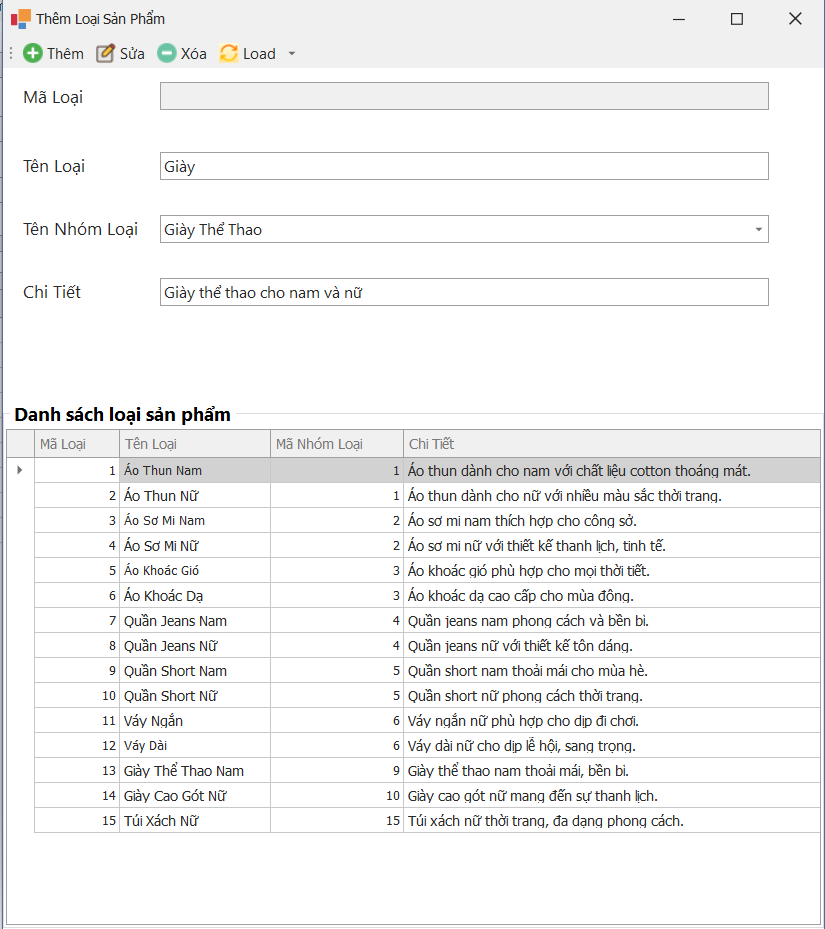 Thêm Loại Sản Phẩm
Thêm Sửa Xóa Load
Mã Loại
Tên Loại Giày
Tên Nhóm Loại Giày Thể Thao
Chi Tiết Giày thể thao cho nam và nữ
Danh sách loại sản phẩm
Mã Loại Tên Loại Mã Nhóm Loại Chi Tiết
1 Áo Thun Nam 1 Áo thun dành cho nam với chất liệu cotton thoáng mát.
2 Áo Thun Nữ 1 Áo thun dành cho nữ với nhiều màu sắc thời trang.
3 Áo Sơ Mi Nam 2 Áo sơ mi nam thích hợp cho công sở.
4 Áo Sơ Mi Nữ 2 Áo sơ mi nữ với thiết kế thanh lịch, tinh tế.
5 Áo Khoác Gió 3 Áo khoác gió phù hợp cho mọi thời tiết.
6 Áo Khoác Dạ 3 Áo khoác dạ cao cấp cho mùa đông.
7 Quần Jeans Nam 4 Quần jeans nam phong cách và bền bỉ.
8 Quần Jeans Nữ 4 Quần jeans nữ với thiết kế tôn dáng.
9 Quần Short Nam 5 Quần short nam thoải mái cho mùa hè.
10 Quần Short Nữ 5 Quần short nữ phong cách thời trang.
11 Váy Ngắn 6 Váy ngắn nữ phù hợp cho dịp đi chơi.
12 Váy Dài 6 Váy dài nữ cho dịp lễ hội, sang trọng.
13 Giày Thể Thao Nam 9 Giày thể thao nam thoải mái, bền bỉ.
14 Giày Cao Gót Nữ 10 Giày cao gót nữ mang đến sự thanh lịch.
15 Túi Xách Nữ 15 Túi xách nữ thời trang, đa dạng phong cách.